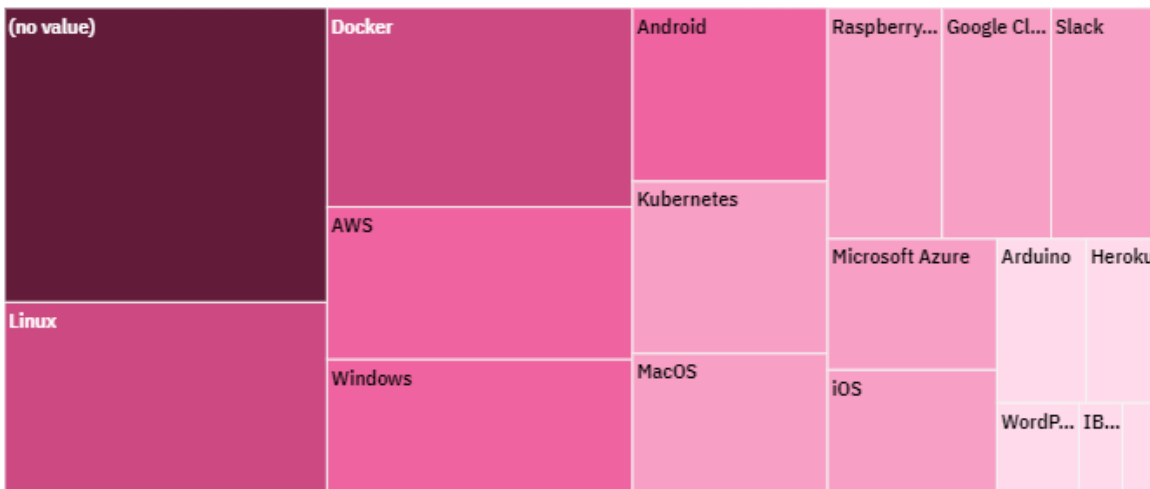 (no value)
Linux
Docker
AWS
Windows
Android
Kubernetes
MacOS
Raspberry...
Google Cl...
Slack
Microsoft Azure
iOS
Arduino
Heroku
WordP...
IB...